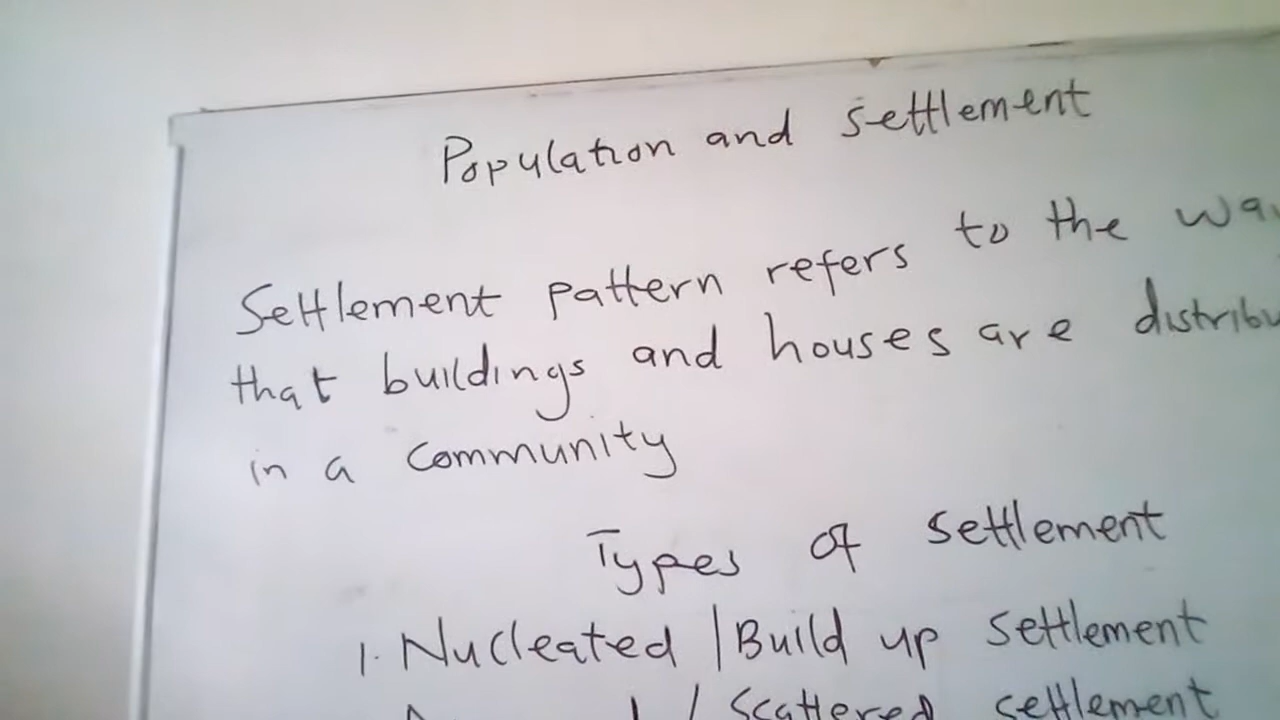 Population and settlement
Settlement pattern refers to the
that buildings and houses are
in a community
Types of settlement
1. Nucleated /Build up settlement
/ Scattered settlement